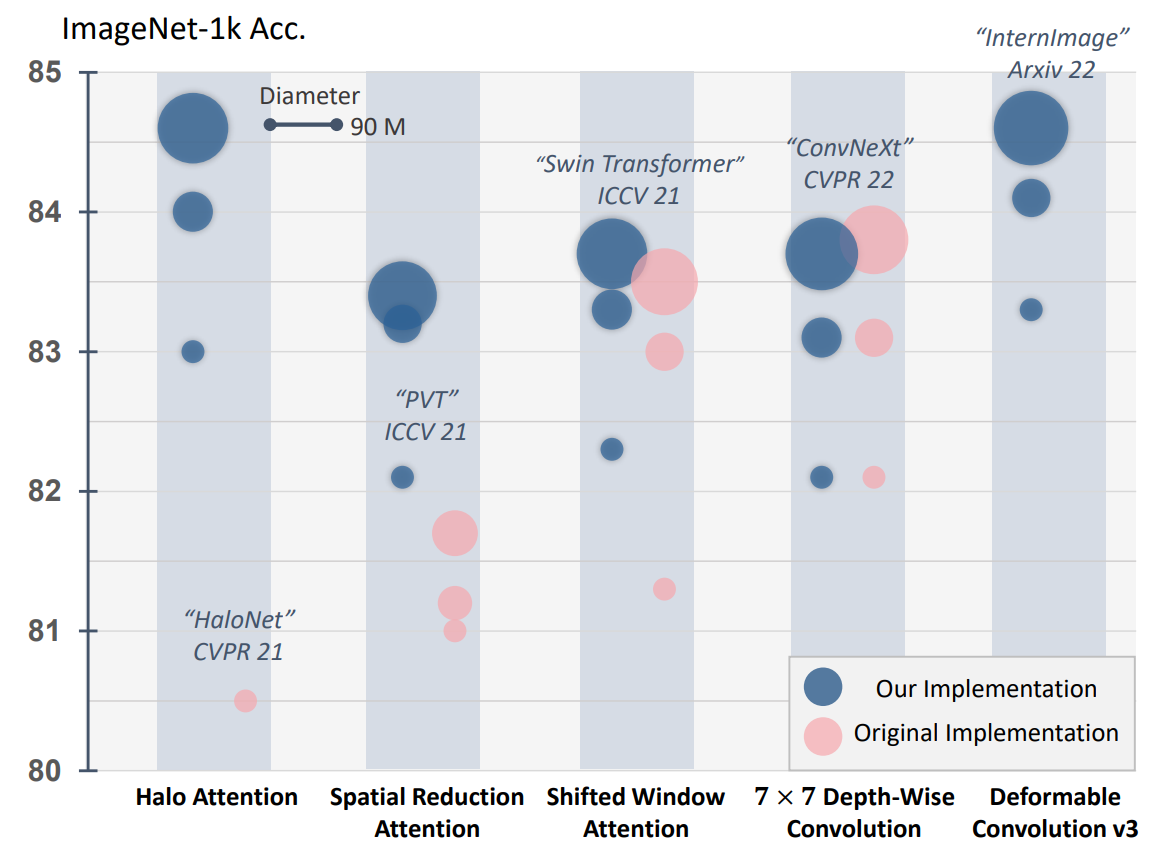 ImageNet-1k Acc.
“InternImage”
Arxiv 22
85
Diameter
90 M
“ConvNeXt”
CVPR 22
“Swin Transformer”
ICCV 21
84
83
“PVT”
ICCV 21
82
“HaloNet”
CVPR 21
81
Our Implementation
Original Implementation
80
Halo Attention
Spatial Reduction
Attention
Shifted Window
Attention
7 × 7 Depth-Wise
Convolution
Deformable
Convolution v3